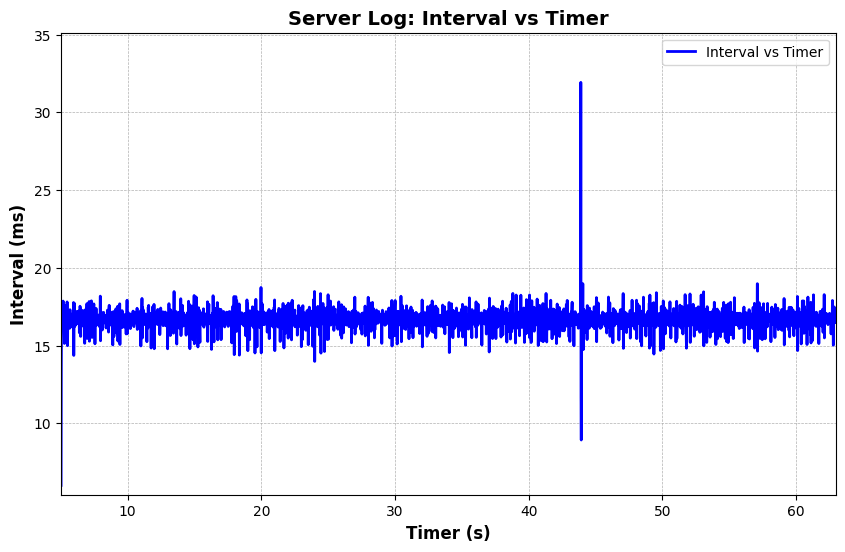 Server Log: Interval vs Timer
Interval vs Timer
Interval (ms)
35
30
25
20
15
10
10 20 30 40 50 60
Timer (s)